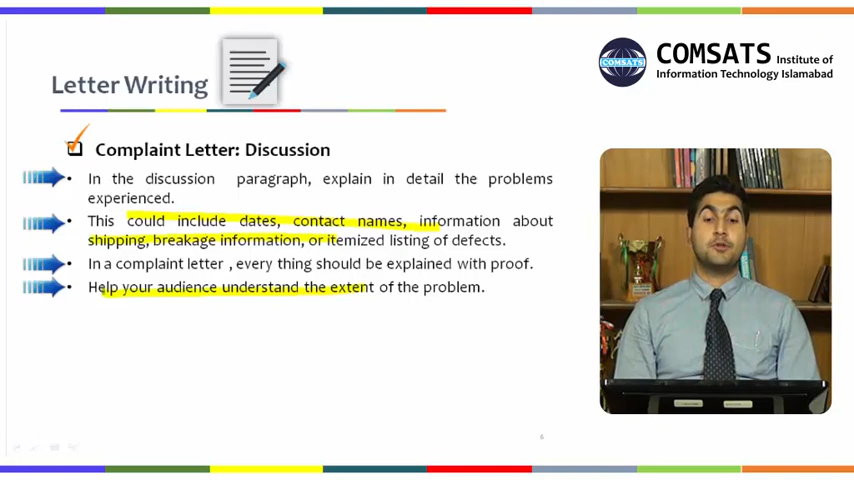 COMSATS Institute of
Information Technology Islamabad
COMSATS
Letter Writing
Complaint Letter: Discussion
• In the discussion paragraph, explain in detail the problems
experienced.
• This could include dates, contact names, information about
shipping, breakage information, or itemized listing of defects.
• In a complaint letter , every thing should be explained with proof.
• Help your audience understand the extent of the problem.
6